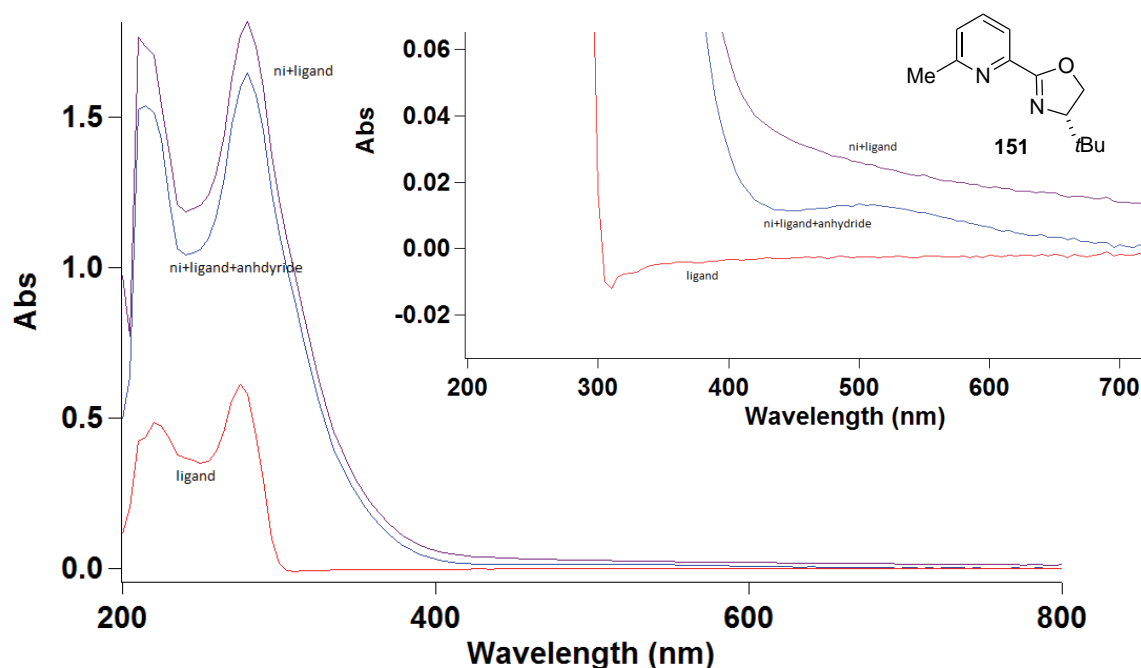 Abs
1.5
1.0
0.5
0.0
200
400
600
800
Wavelength (nm)
ni+ligand
ni+ligand+anhdyride
ligand
Abs
0.06
0.04
0.02
0.00
-0.02
200
300
400
500
600
700
Wavelength (nm)
ni+ligand
ni+ligand+anhydride
ligand
Me
N
O
N
151
tBu